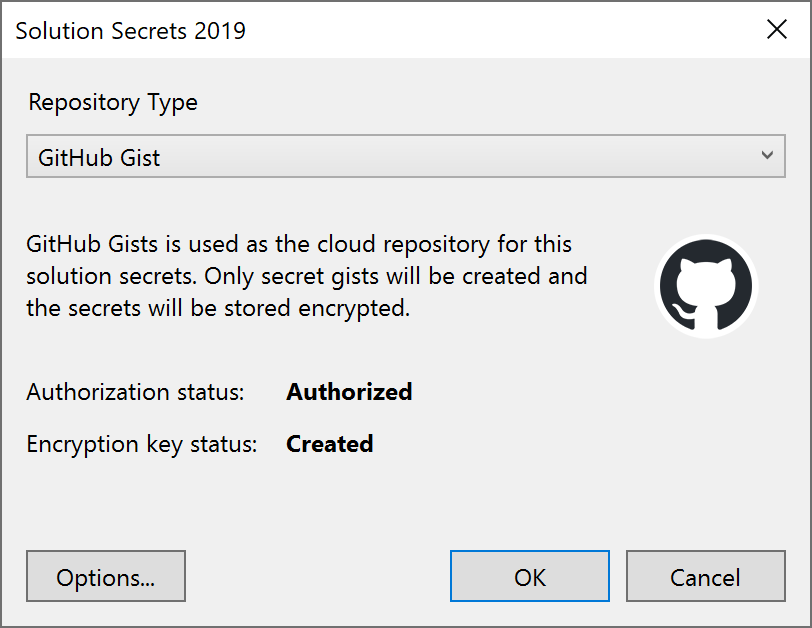 Solution Secrets 2019
Repository Type
GitHub Gist
GitHub Gists is used as the cloud repository for this
solution secrets. Only secret gists will be created and
the secrets will be stored encrypted.
Authorization status: Authorized
Encryption key status: Created
Options...
OK
Cancel